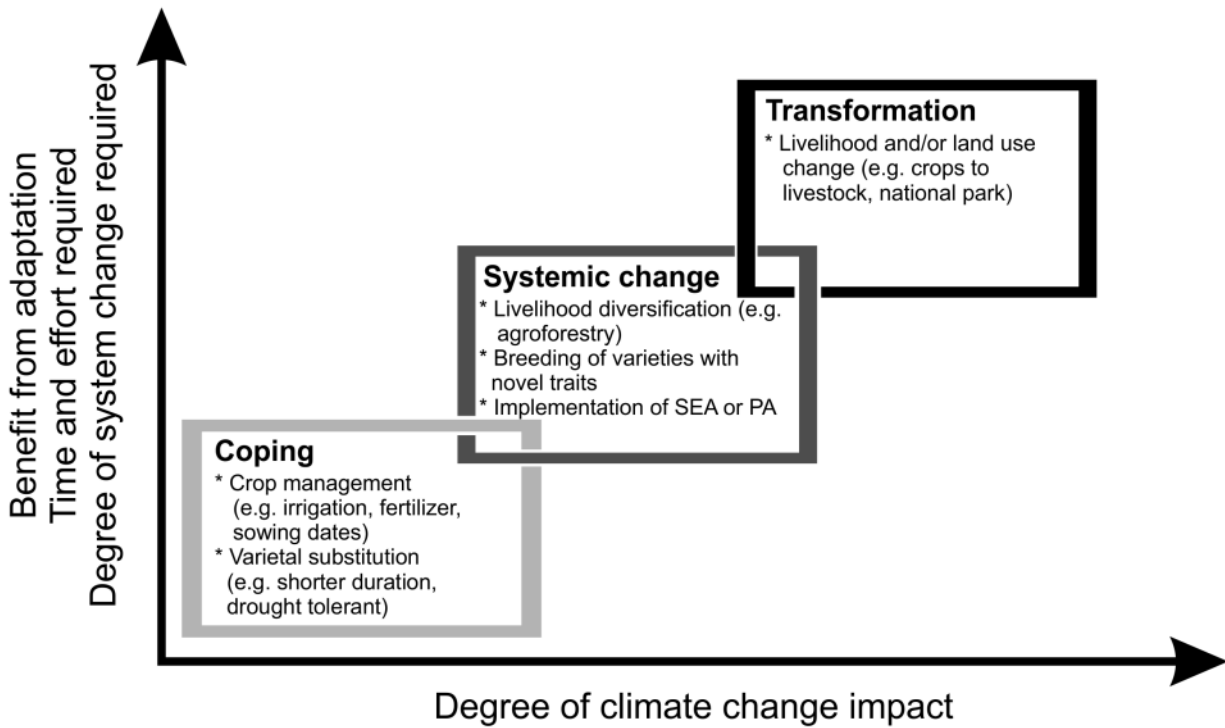 Benefit from adaptation
Time and effort required
Degree of system change required
Transformation
* Livelihood and/or land use
change (e.g. crops to
livestock, national park)
Systemic change
* Livelihood diversification (e.g.
agroforestry)
* Breeding of varieties with
novel traits
* Implementation of SEA or PA
Coping
* Crop management
(e.g. irrigation, fertilizer,
sowing dates)
* Varietal substitution
(e.g. shorter duration,
drought tolerant)
Degree of climate change impact